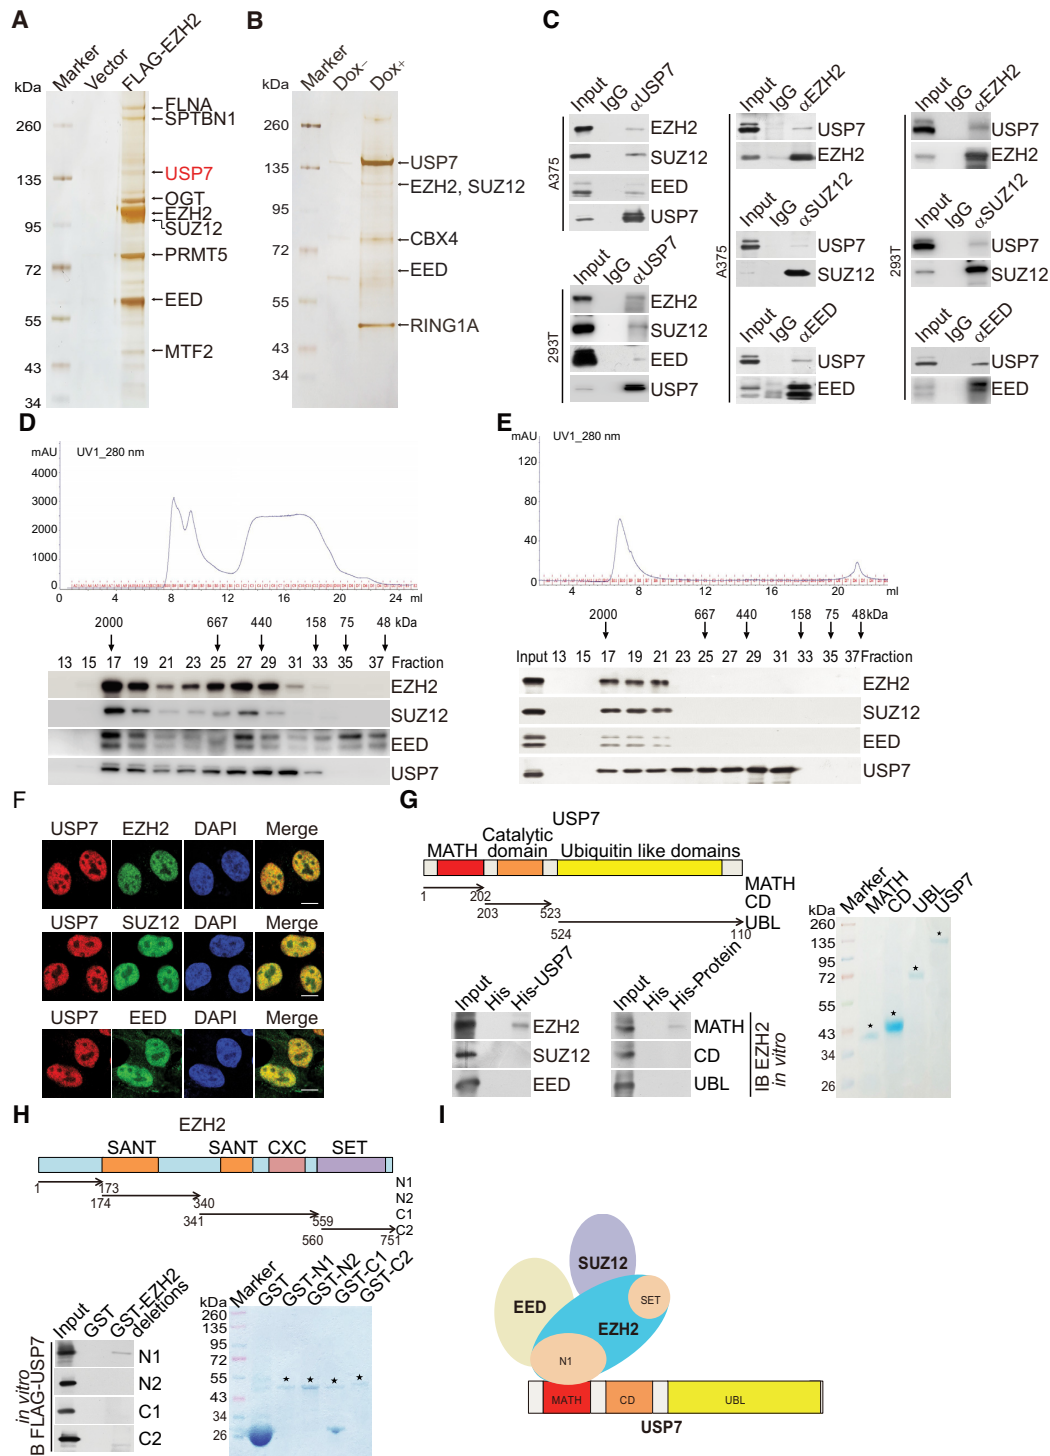 A
Marker
Vector
FLAG-EZH2
kDa
260
135
95
72
55
43
34
FLNA
SPTBN1
USP7
OGT
EZH2
SUZ12
PRMT5
EED
MTF2
B
Marker
Dox-
Dox+
kDa
260
135
95
72
55
43
34
USP7
EZH2, SUZ12
CBX4
EED
RING1A
C
Input
IgG
αUSP7
A375
EZH2
SUZ12
EED
USP7
Input
IgG
αUSP7
293T
EZH2
SUZ12
EED
USP7
Input
IgG
αEZH2
USP7
EZH2
A375
Input
IgG
αSUZ12
USP7
SUZ12
Input
IgG
αEED
USP7
EED
Input
IgG
αEZH2
USP7
EZH2
293T
Input
IgG
αSUZ12
USP7
SUZ12
Input
IgG
αEED
USP7
EED
D
mAU UV1_280 nm
4000
3000
2000
1000
0
0 4 8 12 16 20 24 ml
2000 667 440 158 75 48 kDa
13 15 17 19 21 23 25 27 29 31 33 35 37 Fraction
EZH2
SUZ12
EED
USP7
E
mAU UV1_280 nm
120
80
40
0
4 8 12 16 20 ml
2000 667 440 158 75 48 kDa
Input 13 15 17 19 21 23 25 27 29 31 33 35 37 Fraction
EZH2
SUZ12
EED
USP7
F
USP7 EZH2 DAPI Merge
USP7 SUZ12 DAPI Merge
USP7 EED DAPI Merge
G
USP7
MATH
Catalytic domain
Ubiquitin like domains
1 202 MATH
203 523 CD
524 110 UBL
Input
His
His-USP7
EZH2
SUZ12
EED
Input
His
His-Protein
MATH
CD
UBL
IB EZH2
in vitro
Marker
MATH
CD
UBL
USP7
kDa
260
135
95
72
55
43
34
26
H
EZH2
SANT SANT CXC SET
1 173 N1
174 340 N2
341 559 C1
560 751 C2
Input
GST
GST-EZH2 deletions
in vitro
B FLAG-USP7
N1
N2
C1
C2
Marker
GST
GST-N1
GST-N2
GST-C1
GST-C2
kDa
260
135
95
72
55
43
34
26
I
SUZ12
EED
SET
EZH2
N1
MATH CD UBL
USP7